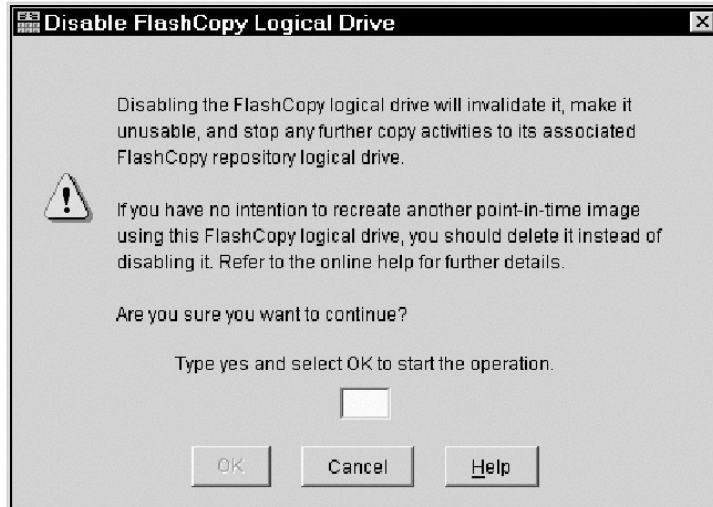 Disable FlashCopy Logical Drive
Disabling the FlashCopy logical drive will invalidate it, make it
unusable, and stop any further copy activities to its associated
FlashCopy repository logical drive.
If you have no intention to recreate another point-in-time image
using this FlashCopy logical drive, you should delete it instead of
disabling it. Refer to the online help for further details.
Are you sure you want to continue?
Type yes and select OK to start the operation.
OK Cancel Help